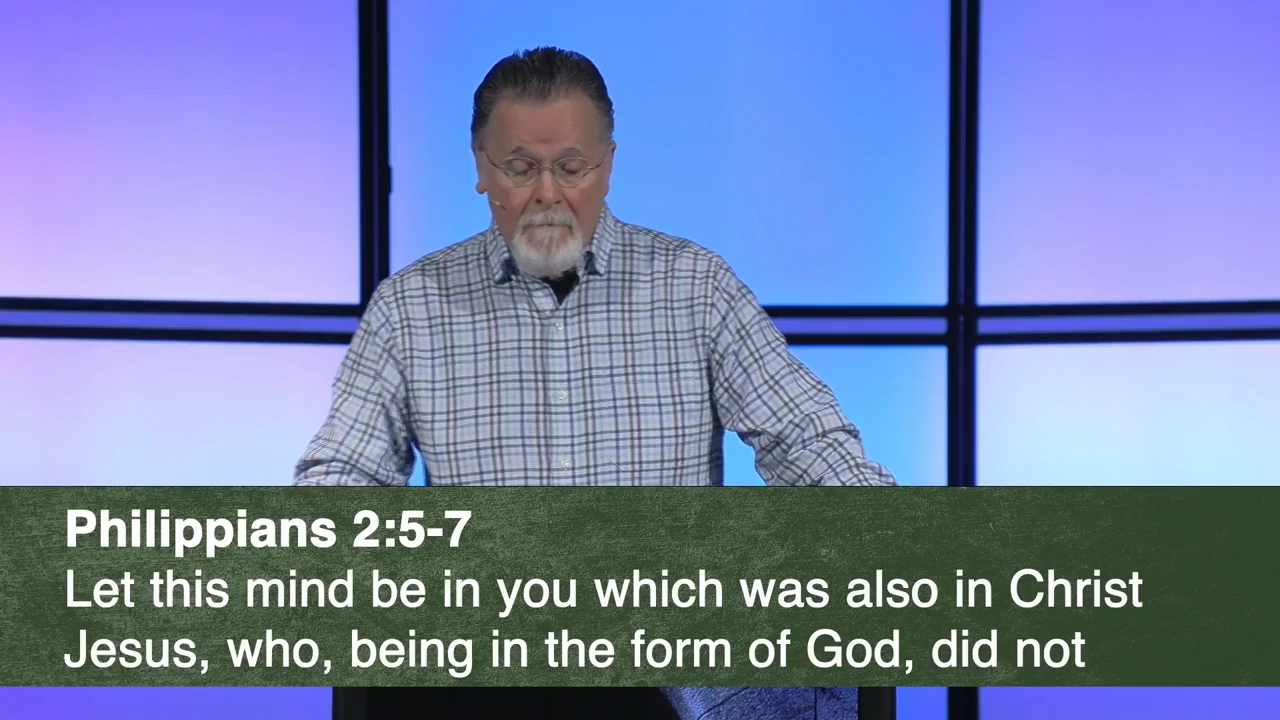 Philippians 2:5-7
Let this mind be in you which was also in Christ
Jesus, who, being in the form of God, did not